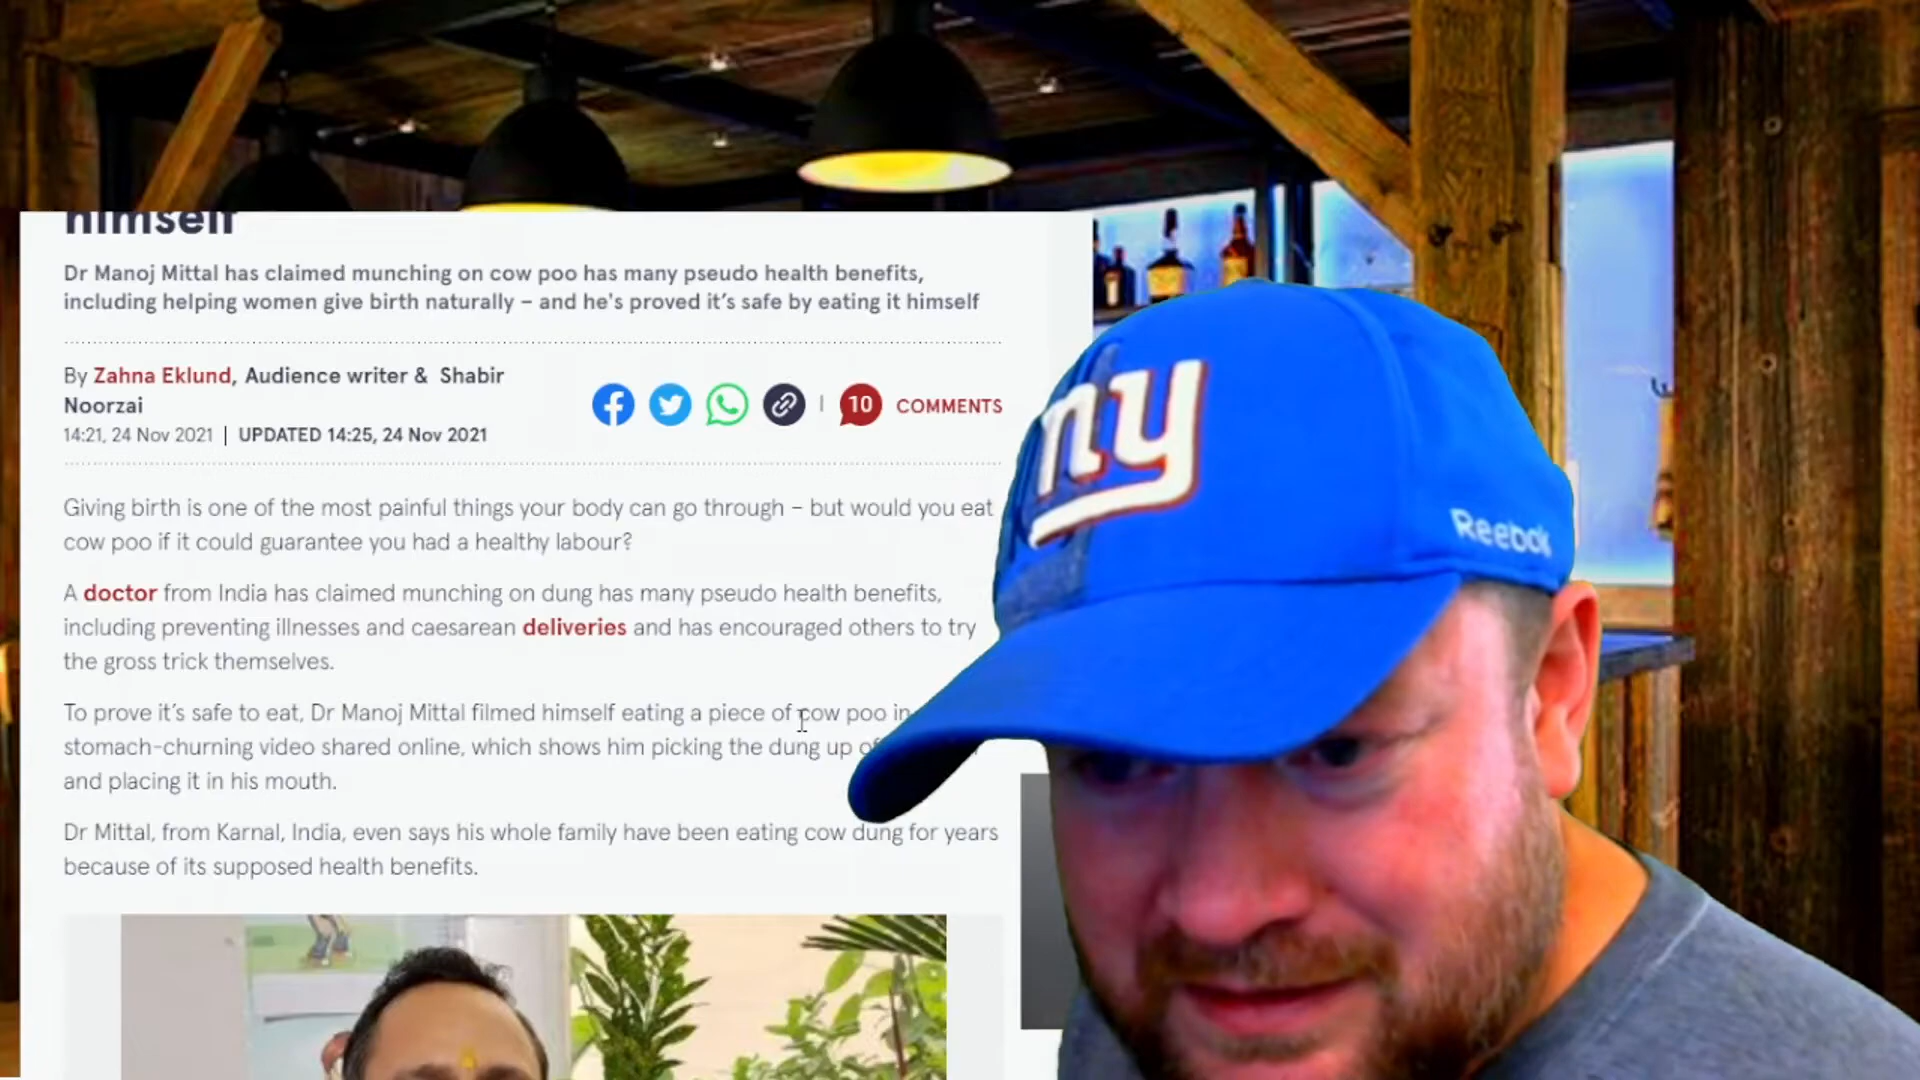 himself
Dr Manoj Mittal has claimed munching on cow poo has many pseudo health benefits,
including helping women give birth naturally – and he's proved it's safe by eating it himself
By Zahna Eklund, Audience writer & Shabir
Noorzai
14:21, 24 Nov 2021 | UPDATED 14:25, 24 Nov 2021
10 COMMENTS
Giving birth is one of the most painful things your body can go through – but would you eat
cow poo if it could guarantee you had a healthy labour?
A doctor from India has claimed munching on dung has many pseudo health benefits,
including preventing illnesses and caesarean deliveries and has encouraged others to try
the gross trick themselves.
To prove it's safe to eat, Dr Manoj Mittal filmed himself eating a piece of cow poo in
stomach-churning video shared online, which shows him picking the dung up
and placing it in his mouth.
Dr Mittal, from Karnal, India, even says his whole family have been eating cow dung for years
because of its supposed health benefits.
ny
Reebok